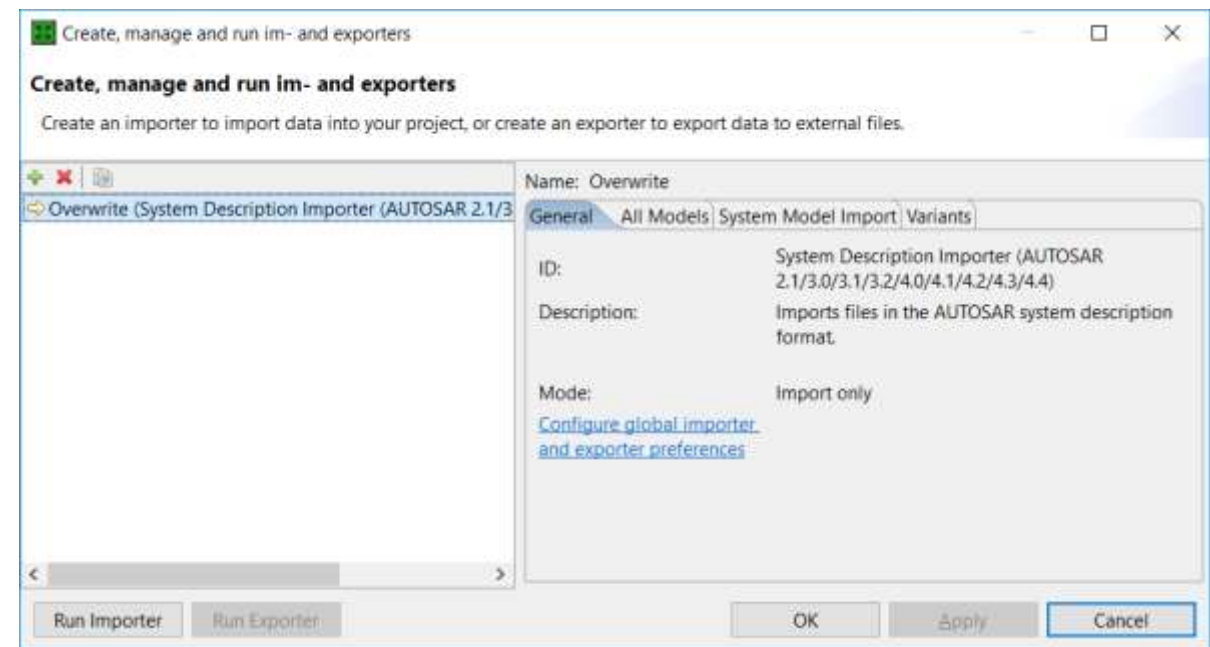 Create, manage and run im- and exporters
Create, manage and run im- and exporters
Create an importer to import data into your project, or create an exporter to export data to external files.
Name: Overwrite
Overwrite (System Description Importer (AUTOSAR 2.1/3
General
All Models
System Model Import
Variants
ID:
System Description Importer (AUTOSAR
2.1/3.0/3.1/3.2/4.0/4.1/4.2/4.3/4.4)
Description:
Imports files in the AUTOSAR system description
format.
Mode:
Import only
Configure global importer
and exporter preferences
Run Importer
Run Exporter
OK
Apply
Cancel